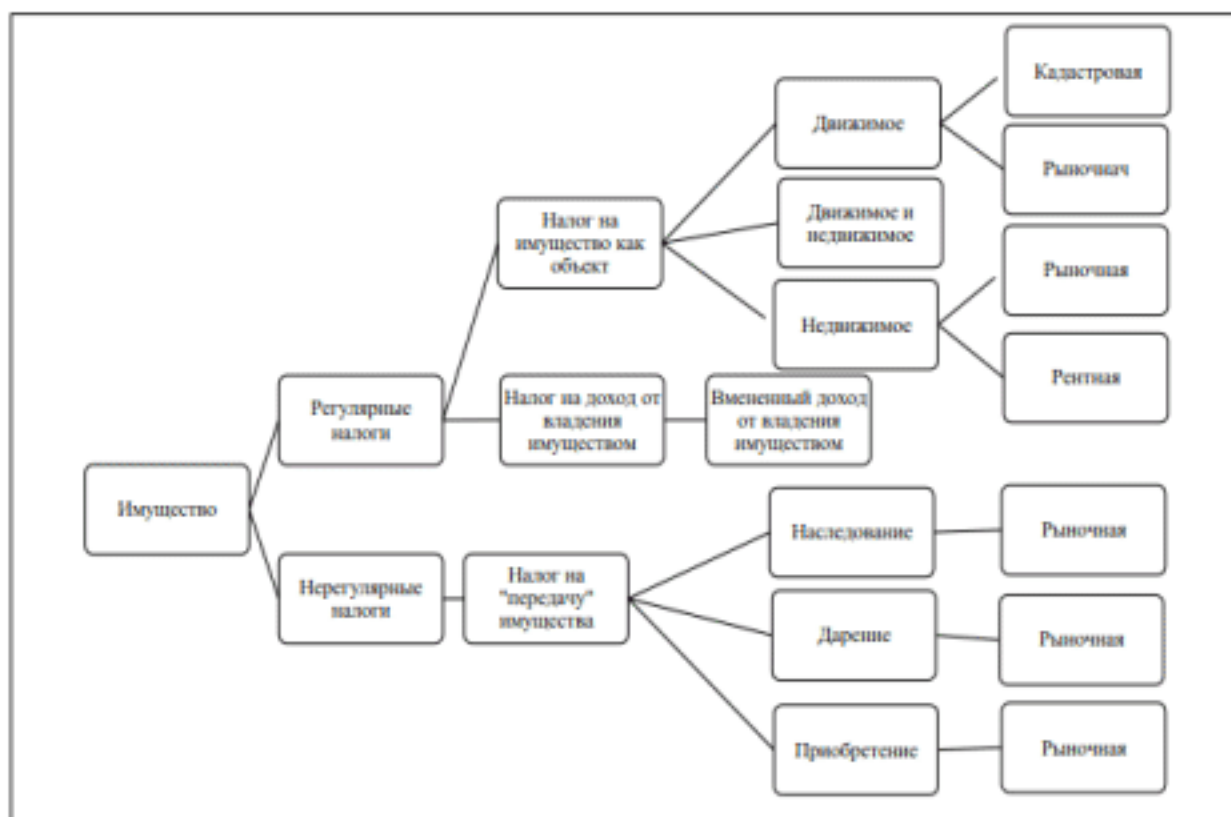 Кадастровая
Движимое
Рыночнач
Налог на
имущество как
объект
Движимое и
недвижимое
Рыночная
Недвижимое
Рентная
Регулярные
налоги
Налог на доход от
владения
имуществом
Вмененный доход
от владения
имуществом
Имущество
Наследование
Рыночная
Нерегулярные
налоги
Налог на
"передачу"
имущества
Дарение
Рыночная
Приобретение
Рыночная